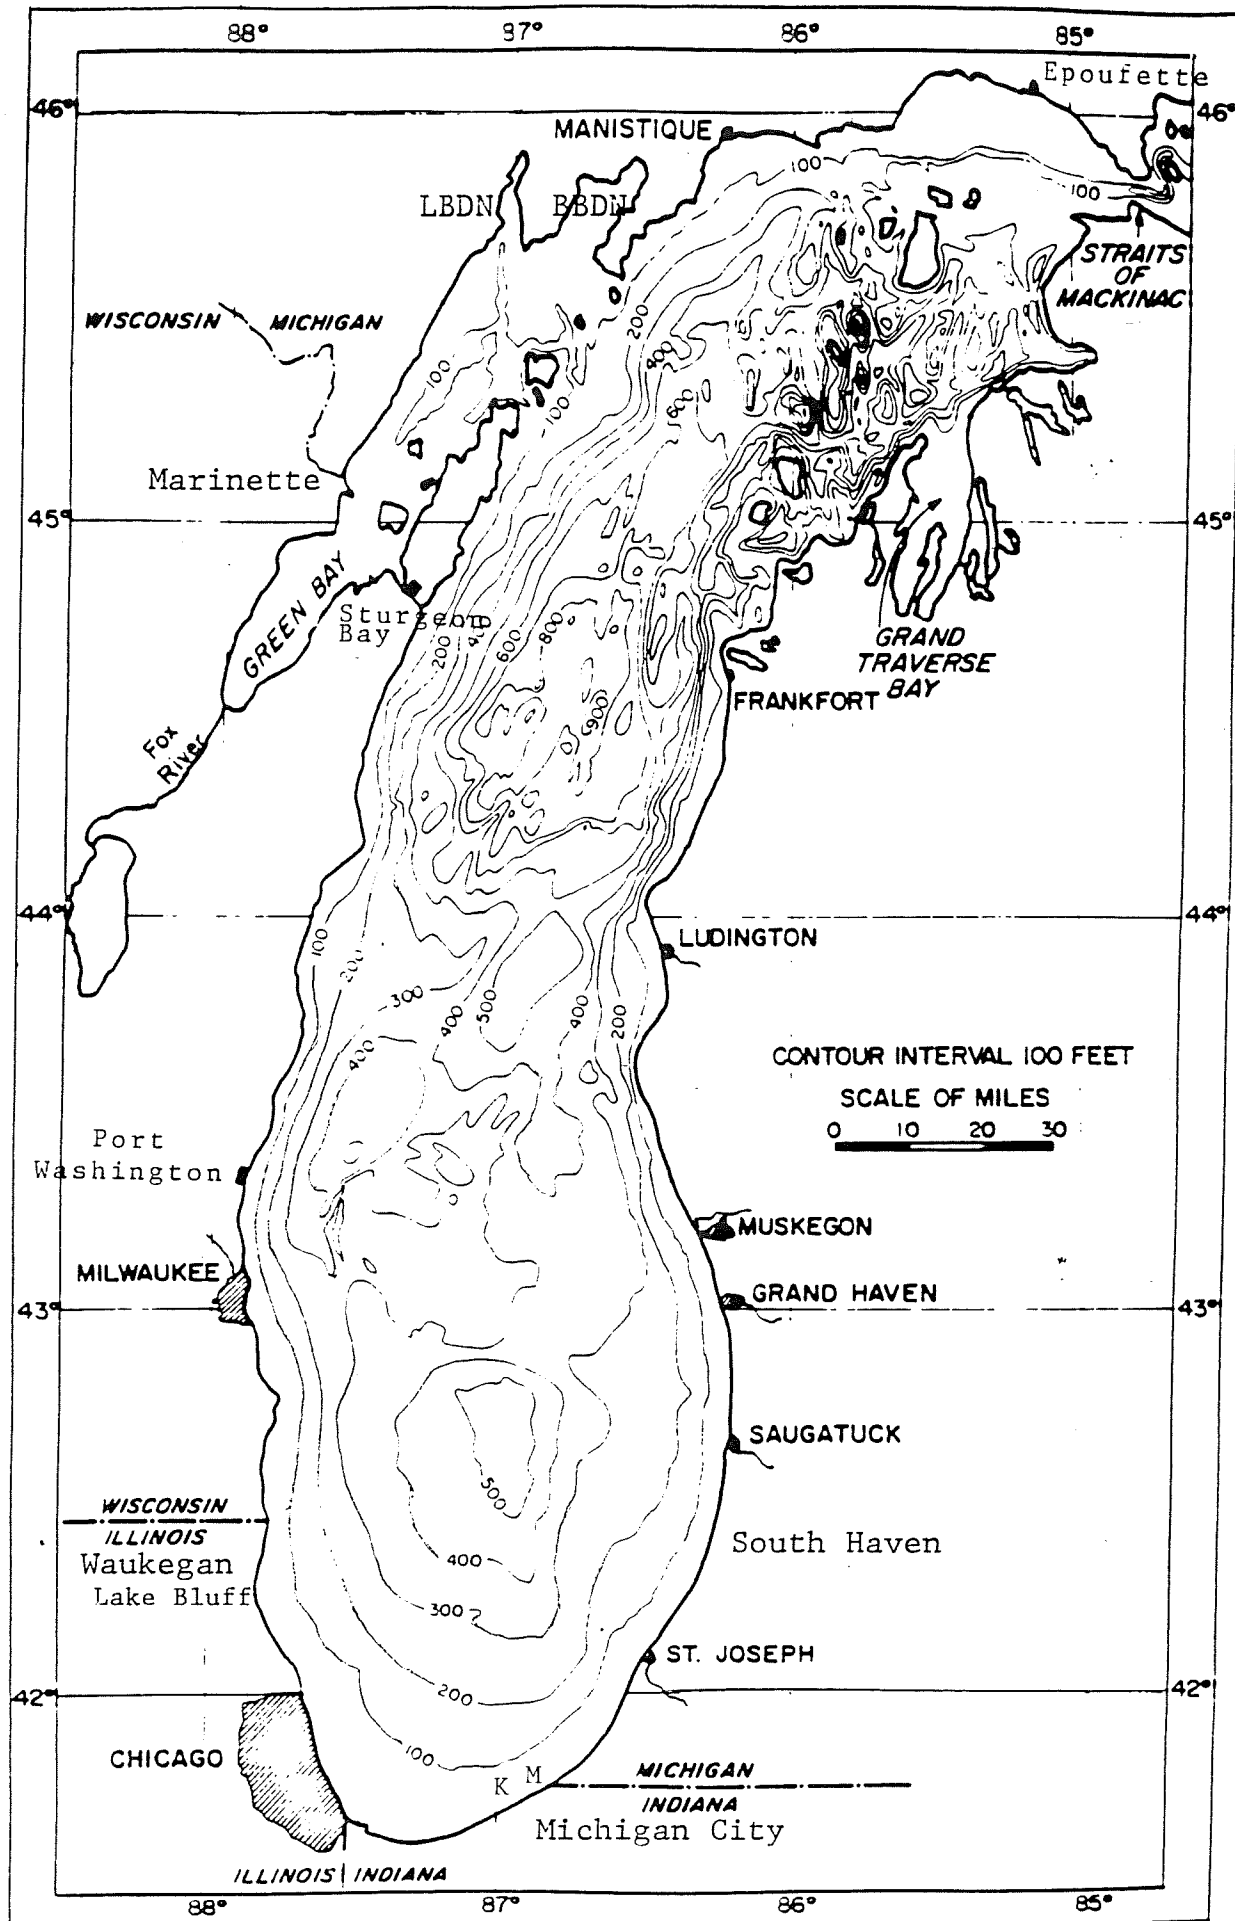 88° 87° 86° 85°
Epoufette
46° 46°
MANISTIQUE
100
100
LBDN BBDN
STRAITS
OF
MACKINAC
WISCONSIN MICHIGAN
200
400
100
100
600
Marinette
45° 45°
GREEN BAY
Sturgeon
Bay
200
400
600
800
900
GRAND
TRAVERSE
BAY
FRANKFORT
Fox
River
44° 44°
LUDINGTON
100
200
300
400
500
400
200
400
CONTOUR INTERVAL 100 FEET
SCALE OF MILES
0 10 20 30
Port
Washington
MUSKEGON
MILWAUKEE
GRAND HAVEN
43° 43°
SAUGATUCK
500
WISCONSIN
ILLINOIS
South Haven
Waukegan
400
Lake Bluff
300?
ST. JOSEPH
200
42° 42°
CHICAGO
100
K M
MICHIGAN
INDIANA
Michigan City
ILLINOIS INDIANA
88° 87° 86° 85°